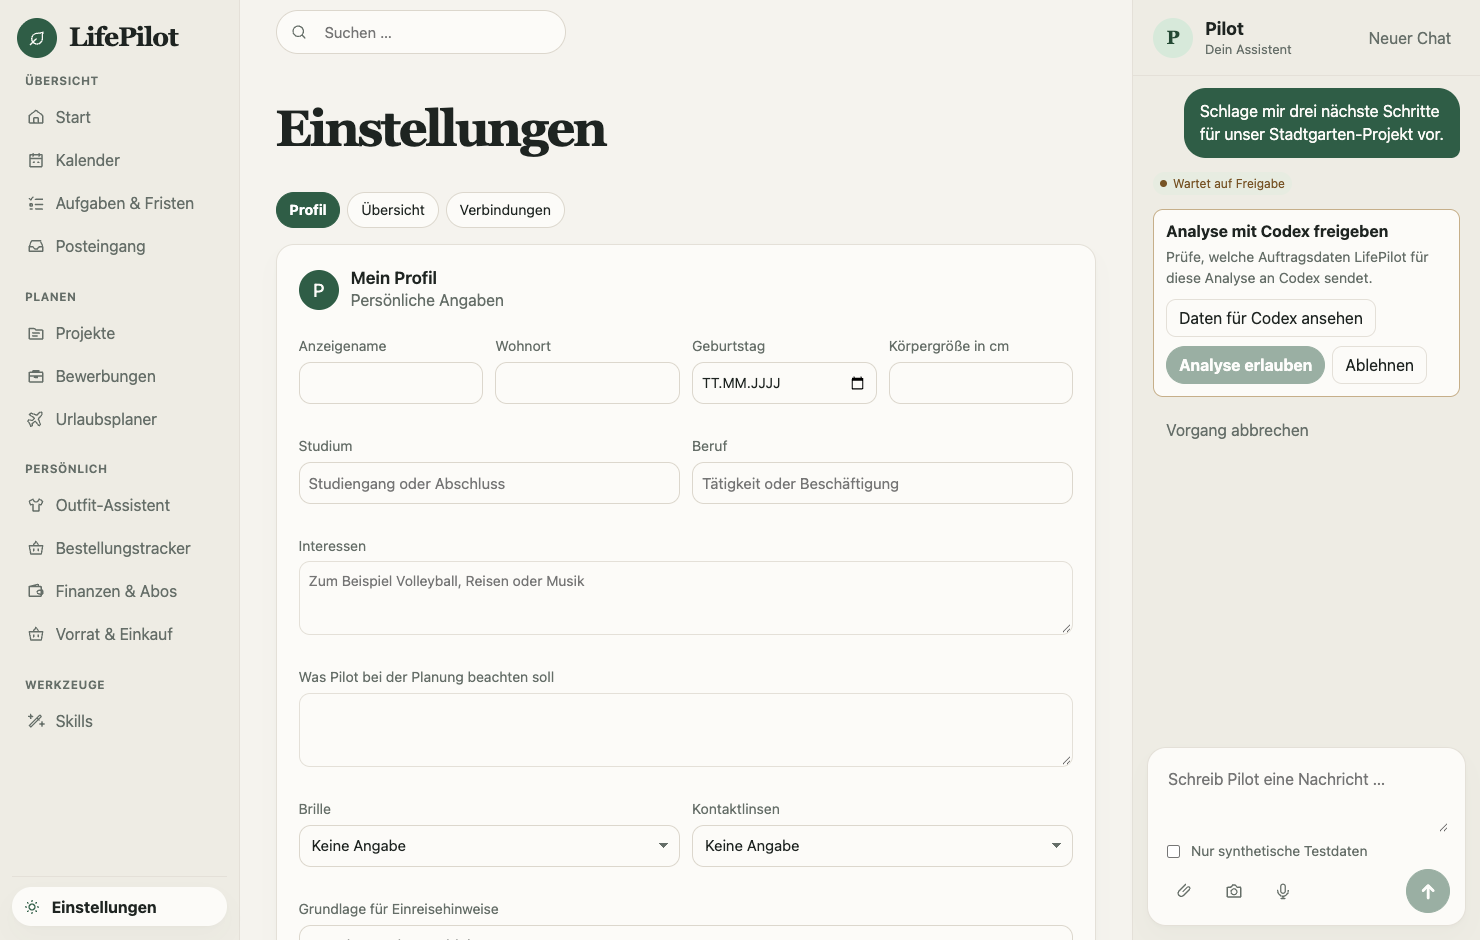 LifePilot
ÜBERSICHT
Start
Kalender
Aufgaben & Fristen
Posteingang
PLANEN
Projekte
Bewerbungen
Urlaubsplaner
PERSÖNLICH
Outfit-Assistent
Bestellungstracker
Finanzen & Abos
Vorrat & Einkauf
WERKZEUGE
Skills
Einstellungen
Suchen ...
Einstellungen
Profil
Übersicht
Verbindungen
P
Mein Profil
Persönliche Angaben
Anzeigename
Wohnort
Geburtstag
Körpergröße in cm
TT.MM.JJJJ
Studium
Beruf
Studiengang oder Abschluss
Tätigkeit oder Beschäftigung
Interessen
Zum Beispiel Volleyball, Reisen oder Musik
Was Pilot bei der Planung beachten soll
Brille
Kontaktlinsen
Keine Angabe
Keine Angabe
Grundlage für Einreisehinweise
P
Pilot
Dein Assistent
Neuer Chat
Schlage mir drei nächste Schritte
für unser Stadtgarten-Projekt vor.
Wartet auf Freigabe
Analyse mit Codex freigeben
Prüfe, welche Auftragsdaten LifePilot für
diese Analyse an Codex sendet.
Daten für Codex ansehen
Analyse erlauben
Ablehnen
Vorgang abbrechen
Schreib Pilot eine Nachricht ...
Nur synthetische Testdaten